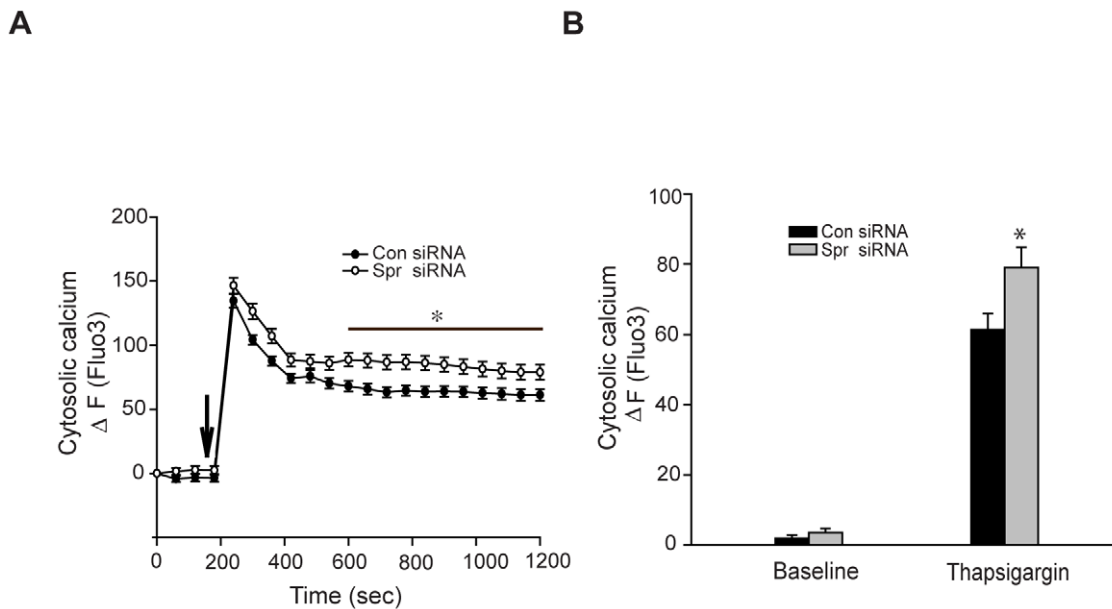 A
B
200
150
100
50
0
Con siRNA
Spr siRNA
*
0 200 400 600 800 1000 1200
Time (sec)
Cytosolic calcium
Δ F (Fluo3)
100
80
60
40
20
0
Con siRNA
Spr siRNA
*
Baseline Thapsigargin
Cytosolic calcium
Δ F (Fluo3)